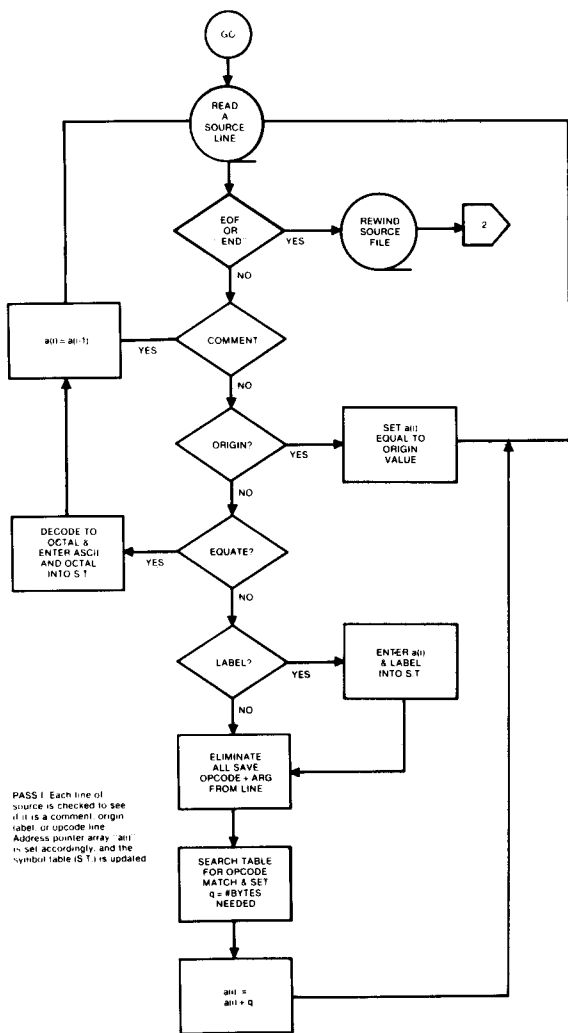 GO
READ
A
SOURCE
LINE
EOF
OR
"END"
YES
REWIND
SOURCE
FILE
2
NO
a(i) = a(i-1)
YES
COMMENT
NO
ORIGIN?
YES
SET a(i)
EQUAL TO
ORIGIN
VALUE
NO
DECODE TO
OCTAL &
ENTER ASCII
AND OCTAL
INTO S.T.
YES
EQUATE?
NO
LABEL?
YES
ENTER a(i)
& LABEL
INTO S.T.
NO
ELIMINATE
ALL SAVE
OPCODE + ARG
FROM LINE
PASS I. Each line of
source is checked to see
if it is a comment, origin
label, or opcode line.
Address pointer array "a(i)"
is set accordingly, and the
symbol table (S.T.) is updated
SEARCH TABLE
FOR OPCODE
MATCH & SET
q = #BYTES
NEEDED
a(i) =
a(i) + q